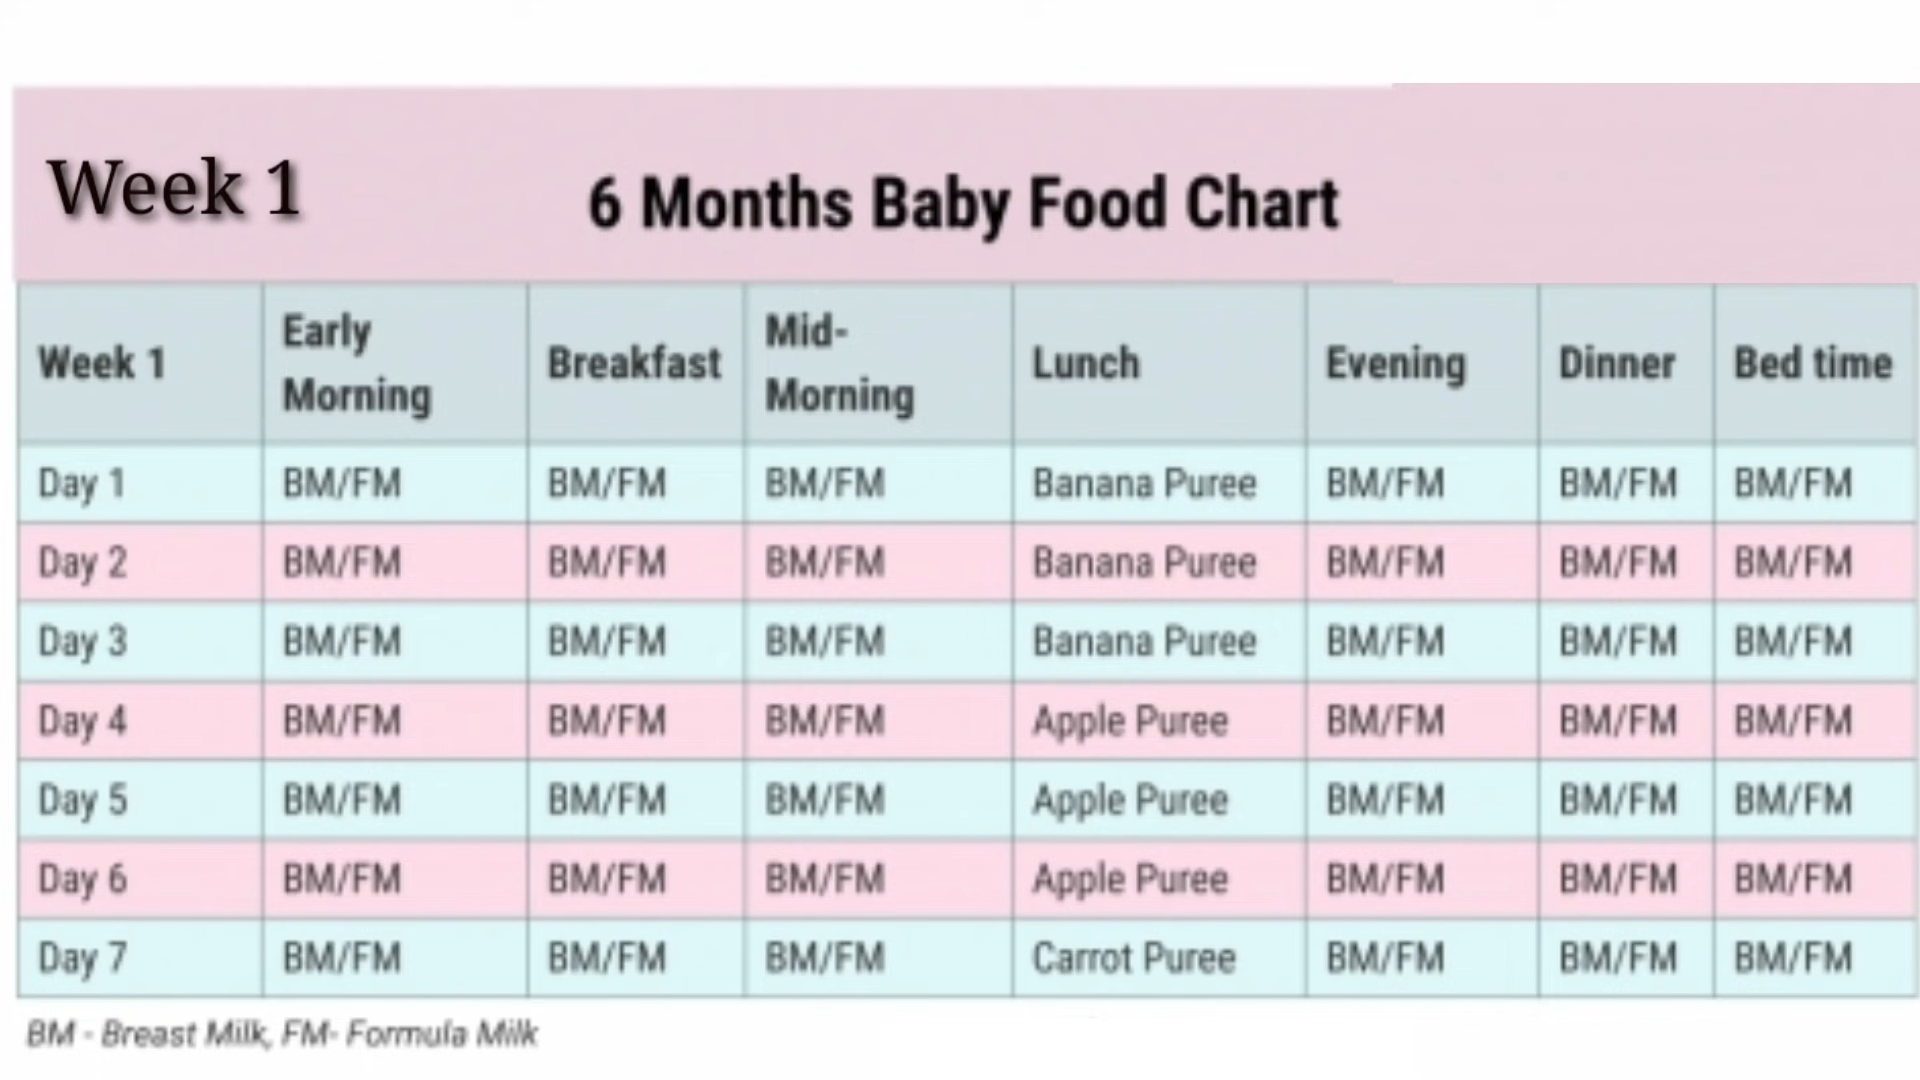 Week 1
6 Months Baby Food Chart
Week 1 Early Morning Breakfast Mid-Morning Lunch Evening Dinner Bed time
Day 1 BM/FM BM/FM BM/FM Banana Puree BM/FM BM/FM BM/FM
Day 2 BM/FM BM/FM BM/FM Banana Puree BM/FM BM/FM BM/FM
Day 3 BM/FM BM/FM BM/FM Banana Puree BM/FM BM/FM BM/FM
Day 4 BM/FM BM/FM BM/FM Apple Puree BM/FM BM/FM BM/FM
Day 5 BM/FM BM/FM BM/FM Apple Puree BM/FM BM/FM BM/FM
Day 6 BM/FM BM/FM BM/FM Apple Puree BM/FM BM/FM BM/FM
Day 7 BM/FM BM/FM BM/FM Carrot Puree BM/FM BM/FM BM/FM
BM - Breast Milk, FM- Formula Milk